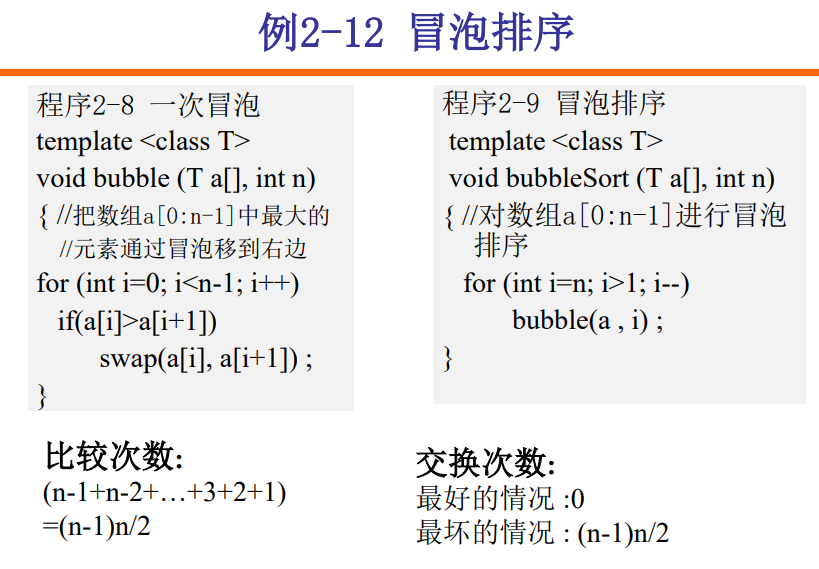 例2-12 冒泡排序
程序2-8 一次冒泡
template <class T>
void bubble (T a[], int n)
{ //把数组a[0:n-1]中最大的
//元素通过冒泡移到右边
for (int i=0; i<n-1; i++)
if(a[i]>a[i+1])
swap(a[i], a[i+1]) ;
}
比较次数:
(n-1+n-2+…+3+2+1)
=(n-1)n/2
程序2-9 冒泡排序
template <class T>
void bubbleSort (T a[], int n)
{ //对数组a[0:n-1]进行冒泡
排序
for (int i=n; i>1; i--)
bubble(a , i) ;
}
交换次数:
最好的情况 :0
最坏的情况 : (n-1)n/2